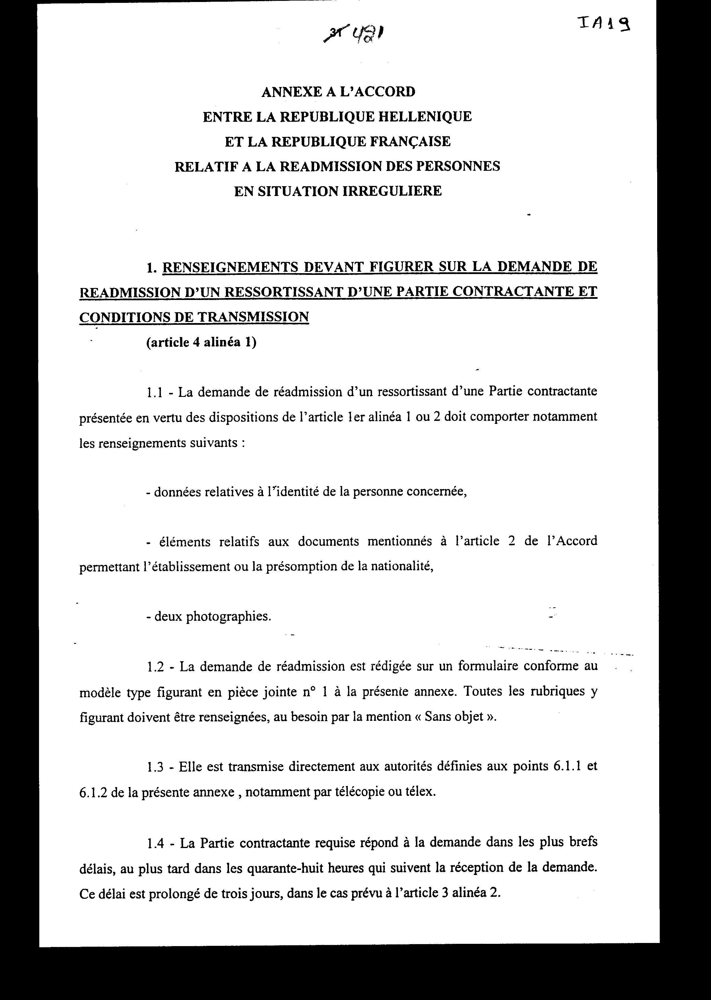 IA19
ANNEXE A L'ACCORD
ENTRE LA REPUBLIQUE HELLENIQUE
ET LA REPUBLIQUE FRANÇAISE
RELATIF A LA READMISSION DES PERSONNES
EN SITUATION IRREGULIERE
1. RENSEIGNEMENTS DEVANT FIGURER SUR LA DEMANDE DE
READMISSION D'UN RESSORTISSANT D'UNE PARTIE CONTRACTANTE ET
CONDITIONS DE TRANSMISSION
(article 4 alinéa 1)
1.1 - La demande de réadmission d'un ressortissant d'une Partie contractante
présentée en vertu des dispositions de l'article 1er alinéa 1 ou 2 doit comporter notamment
les renseignements suivants :
- données relatives à l'identité de la personne concernée,
- éléments relatifs aux documents mentionnés à l'article 2 de l'Accord
permettant l'établissement ou la présomption de la nationalité,
- deux photographies.
1.2 - La demande de réadmission est rédigée sur un formulaire conforme au
modèle type figurant en pièce jointe n° 1 à la présente annexe. Toutes les rubriques y
figurant doivent être renseignées, au besoin par la mention « Sans objet ».
1.3 - Elle est transmise directement aux autorités définies aux points 6.1.1 et
6.1.2 de la présente annexe , notamment par télécopie ou télex.
1.4 - La Partie contractante requise répond à la demande dans les plus brefs
délais, au plus tard dans les quarante-huit heures qui suivent la réception de la demande.
Ce délai est prolongé de trois jours, dans le cas prévu à l'article 3 alinéa 2.